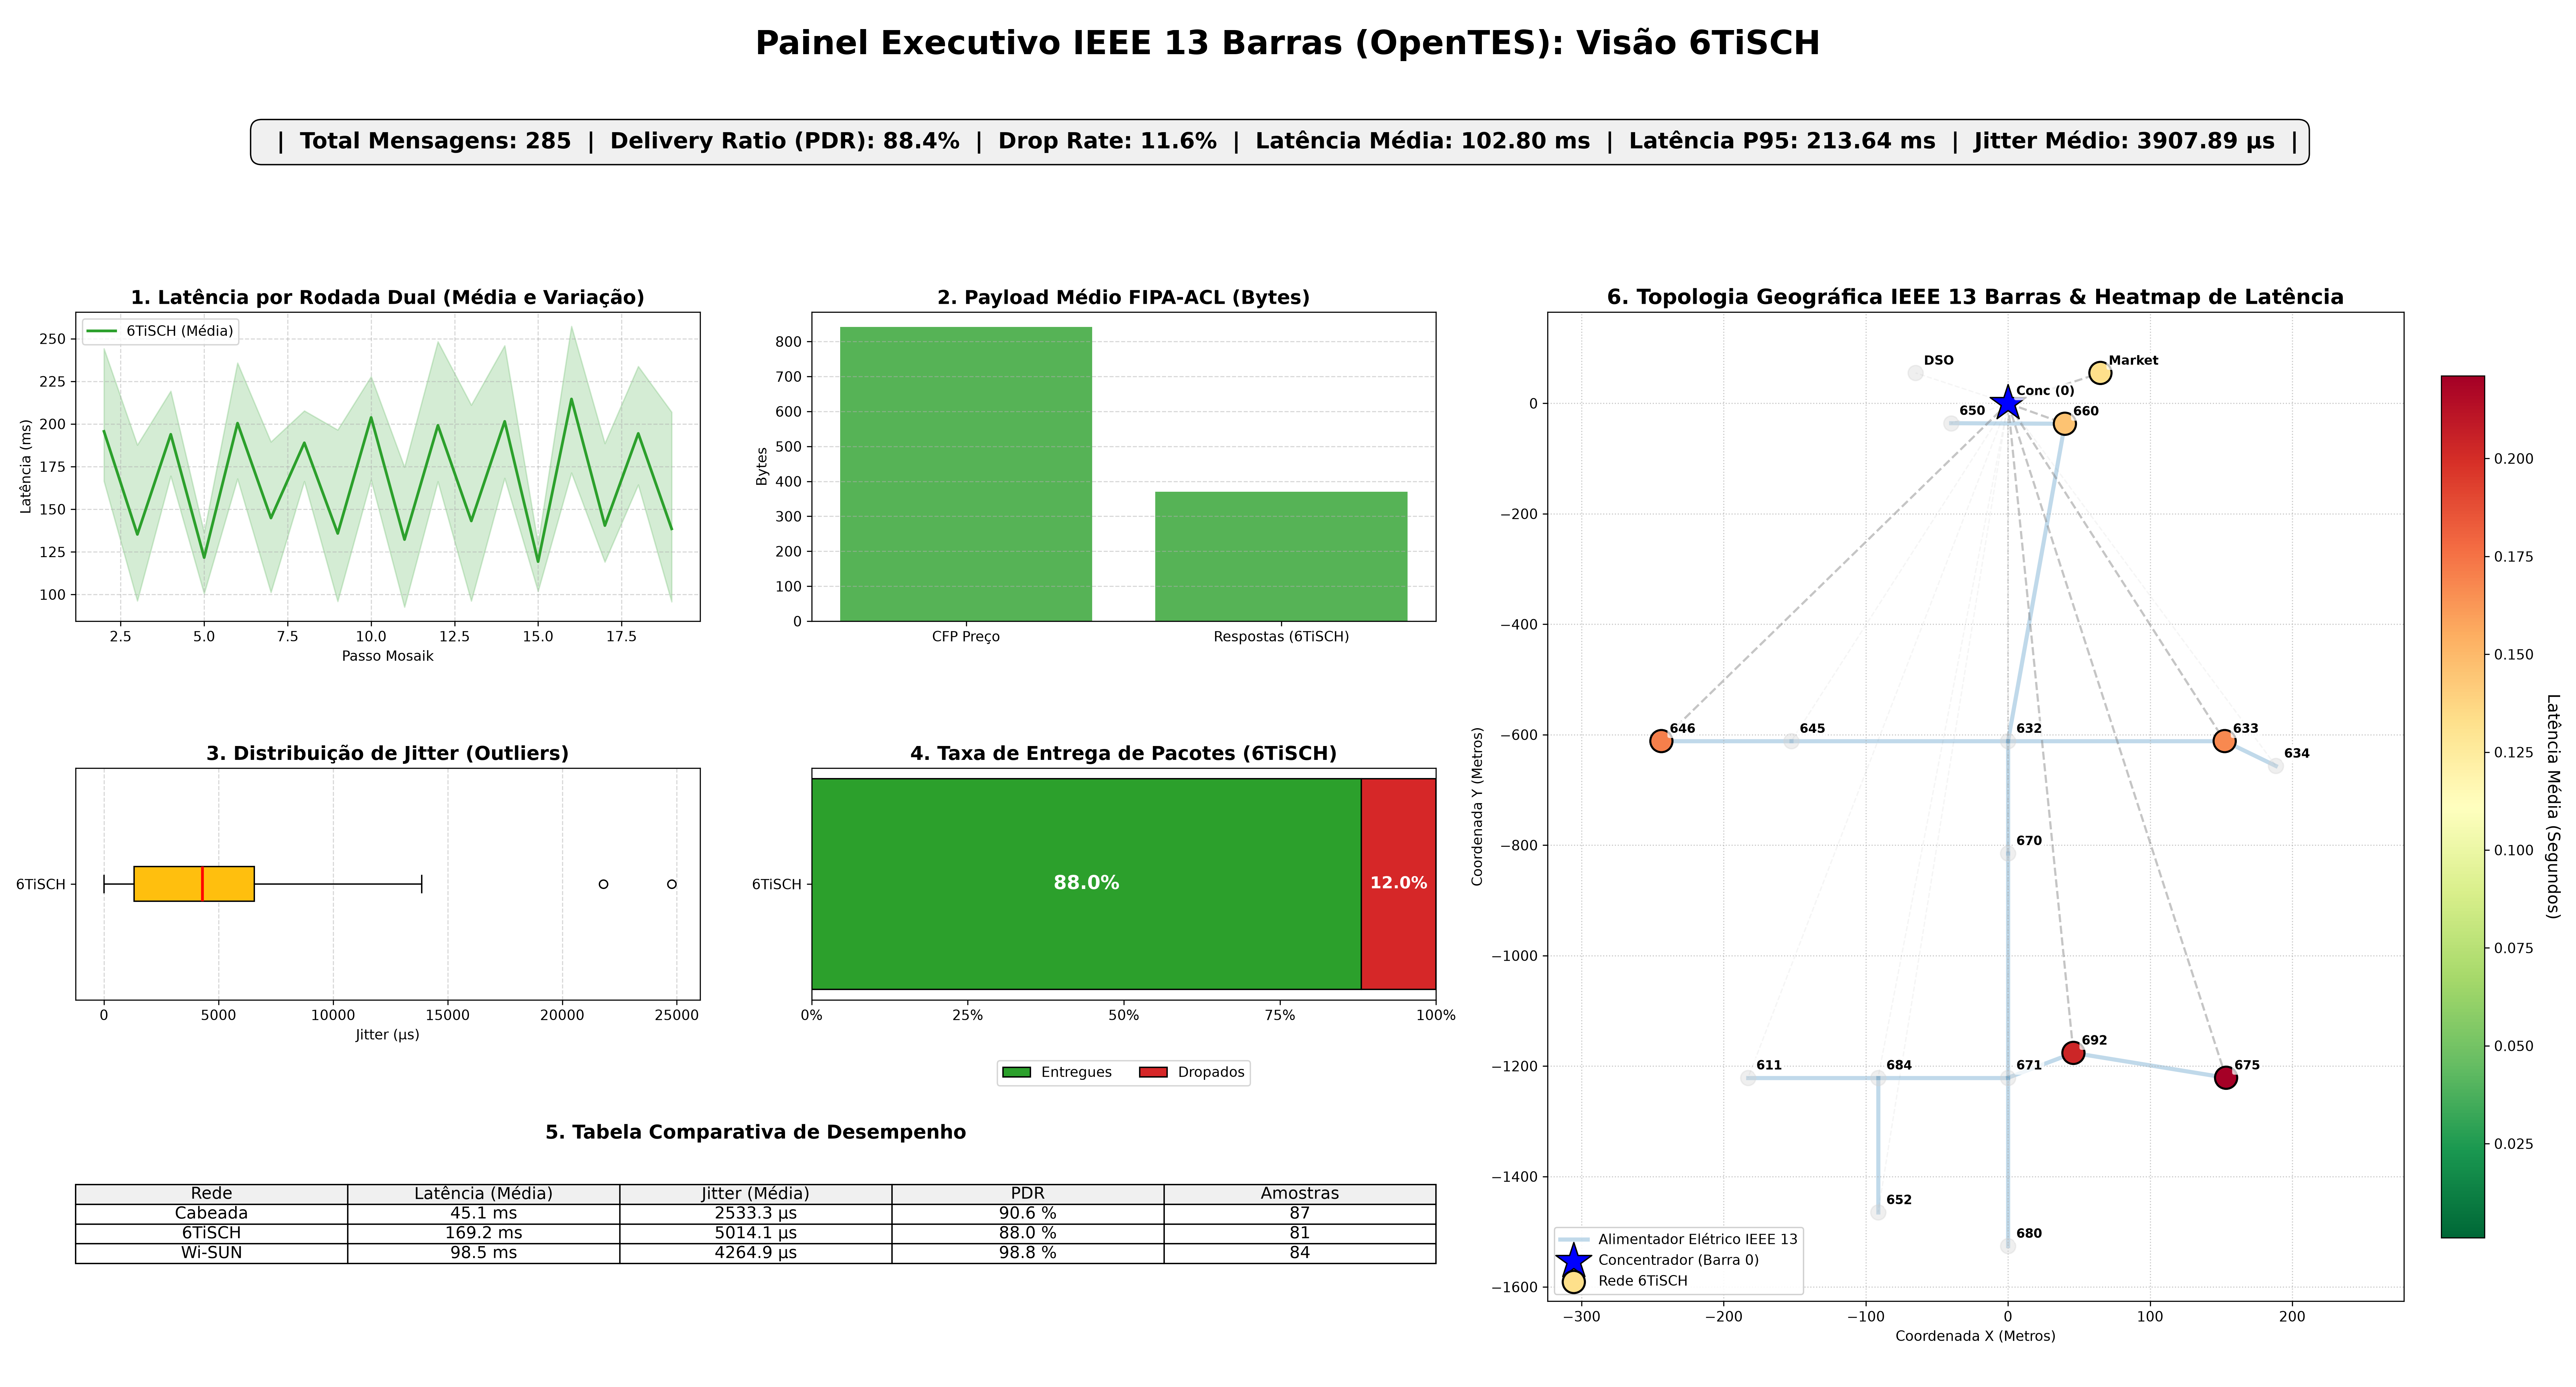 Painel Executivo IEEE 13 Barras (OpenTES): Visão 6TiSCH
| Total Mensagens: 285 | Delivery Ratio (PDR): 88.4% | Drop Rate: 11.6% | Latência Média: 102.80 ms | Latência P95: 213.64 ms | Jitter Médio: 3907.89 µs |
1. Latência por Rodada Dual (Média e Variação)
6TiSCH (Média)
Latência (ms)
250
225
200
175
150
125
100
2.5 5.0 7.5 10.0 12.5 15.0 17.5
Passo Mosaik
2. Payload Médio FIPA-ACL (Bytes)
Bytes
800
700
600
500
400
300
200
100
0
CFP Preço Respostas (6TiSCH)
3. Distribuição de Jitter (Outliers)
6TiSCH
0 5000 10000 15000 20000 25000
Jitter (µs)
4. Taxa de Entrega de Pacotes (6TiSCH)
6TiSCH
88.0% 12.0%
0% 25% 50% 75% 100%
Entregues Dropados
5. Tabela Comparativa de Desempenho
Rede Latência (Média) Jitter (Média) PDR Amostras
Cabeada 45.1 ms 2533.3 µs 90.6 % 87
6TiSCH 169.2 ms 5014.1 µs 88.0 % 81
Wi-SUN 98.5 ms 4264.9 µs 98.8 % 84
6. Topologia Geográfica IEEE 13 Barras & Heatmap de Latência
Coordenada Y (Metros)
0
−200
−400
−600
−800
−1000
−1200
−1400
−1600
DSO Market
Conc (0)
650 660
646 645 632 633
634
670
692
611 684 671 675
652
680
Alimentador Elétrico IEEE 13
Concentrador (Barra 0)
Rede 6TiSCH
−300 −200 −100 0 100 200
Coordenada X (Metros)
0.200
0.175
0.150
0.125
0.100
0.075
0.050
0.025
Latência Média (Segundos)